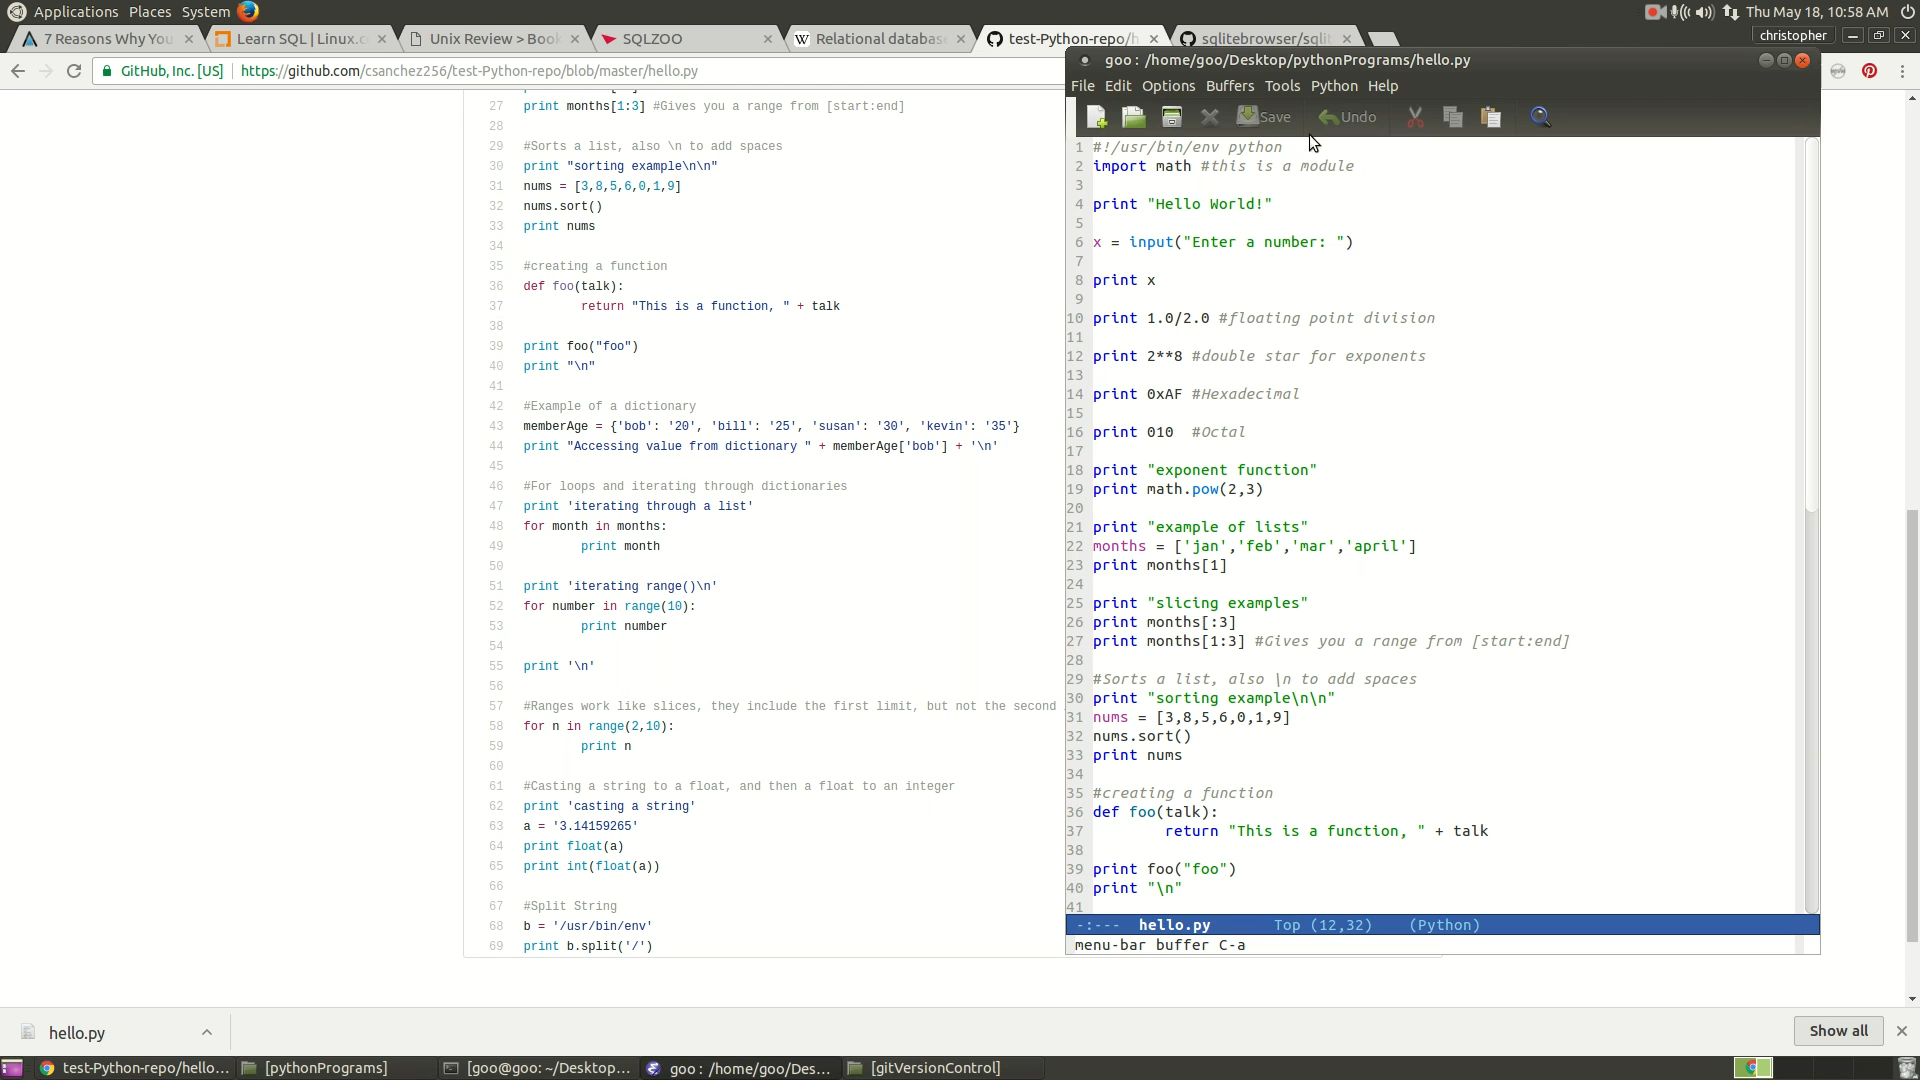 Applications Places System
Thu May 18, 10:58 AM
7 Reasons Why You
Learn SQL | Linux.c
Unix Review > Book
SQLZOO
Relational databas
test-Python-repo/h
sqlitebrowser/sqlit
christopher
GitHub, Inc. [US] https://github.com/csanchez256/test-Python-repo/blob/master/hello.py
27 print months[1:3] #Gives you a range from [start:end]
28
29 #Sorts a list, also \n to add spaces
30 print "sorting example\n\n"
31 nums = [3,8,5,6,0,1,9]
32 nums.sort()
33 print nums
34
35 #creating a function
36 def foo(talk):
37 return "This is a function, " + talk
38
39 print foo("foo")
40 print "\n"
41
42 #Example of a dictionary
43 memberAge = {'bob': '20', 'bill': '25', 'susan': '30', 'kevin': '35'}
44 print "Accessing value from dictionary " + memberAge['bob'] + '\n'
45
46 #For loops and iterating through dictionaries
47 print 'iterating through a list'
48 for month in months:
49 print month
50
51 print 'iterating range()\n'
52 for number in range(10):
53 print number
54
55 print '\n'
56
57 #Ranges work like slices, they include the first limit, but not the second
58 for n in range(2,10):
59 print n
60
61 #Casting a string to a float, and then a float to an integer
62 print 'casting a string'
63 a = '3.14159265'
64 print float(a)
65 print int(float(a))
66
67 #Split String
68 b = '/usr/bin/env'
69 print b.split('/')
goo : /home/goo/Desktop/pythonPrograms/hello.py
File Edit Options Buffers Tools Python Help
Save Undo
1 #!/usr/bin/env python
2 import math #this is a module
3
4 print "Hello World!"
5
6 x = input("Enter a number: ")
7
8 print x
9
10 print 1.0/2.0 #floating point division
11
12 print 2**8 #double star for exponents
13
14 print 0xAF #Hexadecimal
15
16 print 010 #Octal
17
18 print "exponent function"
19 print math.pow(2,3)
20
21 print "example of lists"
22 months = ['jan','feb','mar','april']
23 print months[1]
24
25 print "slicing examples"
26 print months[:3]
27 print months[1:3] #Gives you a range from [start:end]
28
29 #Sorts a list, also \n to add spaces
30 print "sorting example\n\n"
31 nums = [3,8,5,6,0,1,9]
32 nums.sort()
33 print nums
34
35 #creating a function
36 def foo(talk):
37 return "This is a function, " + talk
38
39 print foo("foo")
40 print "\n"
41
-:--- hello.py Top (12,32) (Python)
menu-bar buffer C-a
hello.py
Show all
test-Python-repo/hello...
[pythonPrograms]
[goo@goo: ~/Desktop...
goo : /home/goo/Des...
[gitVersionControl]